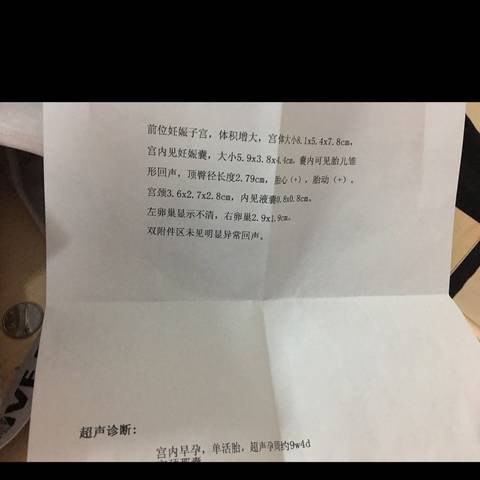 前位妊娠子宫，体积增大，宫体大小8.1x5.4x7.8cm，
宫内见妊娠囊，大小5.9x3.8x4.4cm，囊内可见胎儿雏
形回声，顶臀径长度2.79cm，胎心（+），胎动（+）。
宫颈3.6x2.7x2.8cm，内见液囊0.8x0.8cm。
左卵巢显示不清，右卵巢2.9x1.9cm。
双附件区未见明显异常回声。
超声诊断：
宫内早孕，单活胎，超声孕周约9w4d